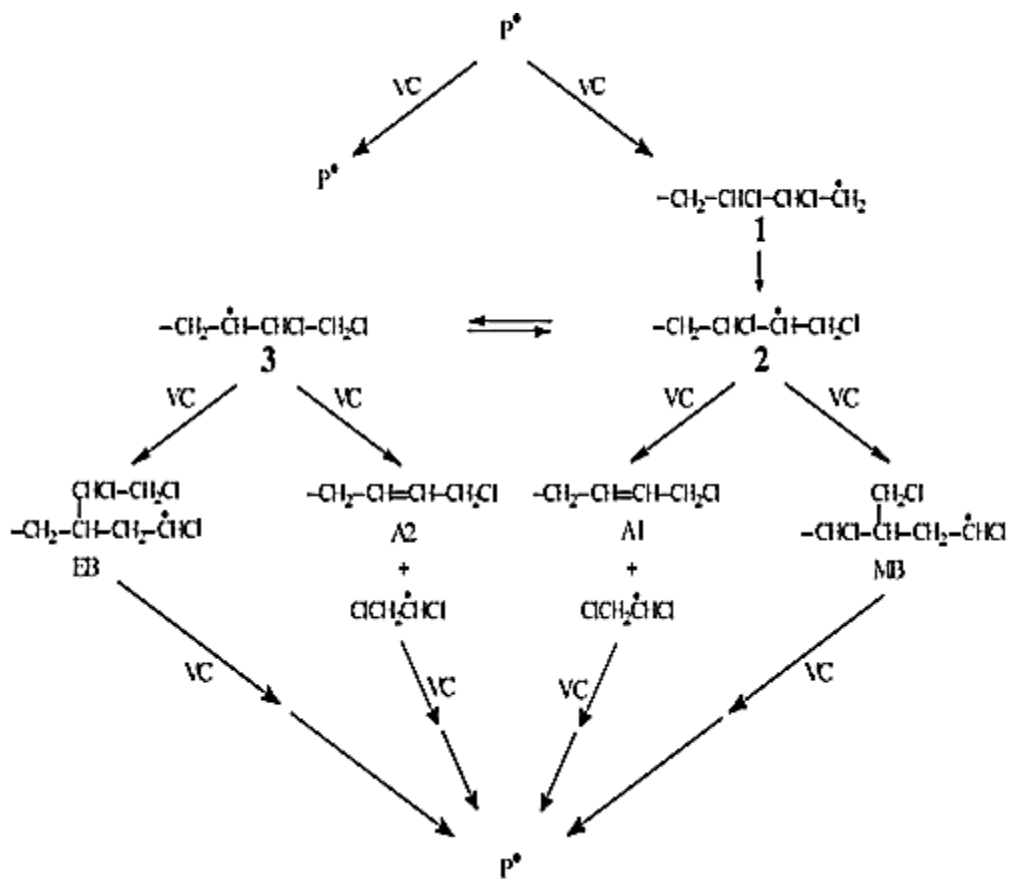 P•
VC VC
P•
–CH₂–CHCl–CHCl–ĊH₂
1
–CH₂–ĊH–CHCl–CH₂Cl –CH₂–CHCl–ĊH–CH₂Cl
3 2
VC VC VC VC
CHCl–CH₂Cl –CH₂–CH=CH–CH₂Cl –CH₂–CH=CH–CH₂Cl CH₂Cl
–CH₂–CH–CH₂–ĊHCl A2 A1 –CHCl–CH–CH₂–ĊHCl
EB + + MB
ClCH₂ĊHCl ClCH₂ĊHCl
VC VC VC VC
P•